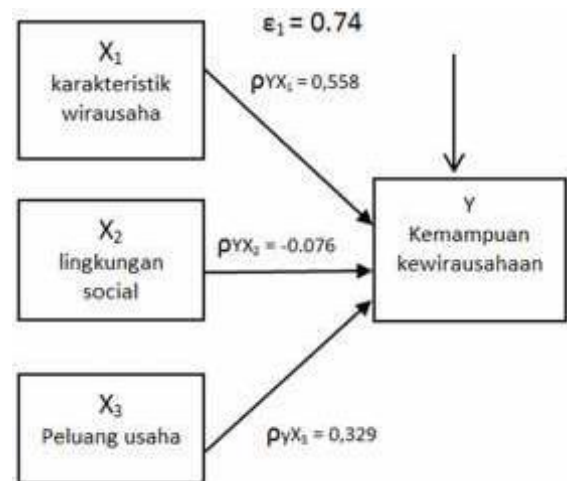 ε₁ = 0.74
X₁
karakteristik
wirausaha
ρYX₁ = 0,558
Y
Kemampuan
kewirausahaan
X₂
lingkungan
social
ρYX₂ = -0.076
X₃
Peluang usaha
ρyX₃ = 0,329